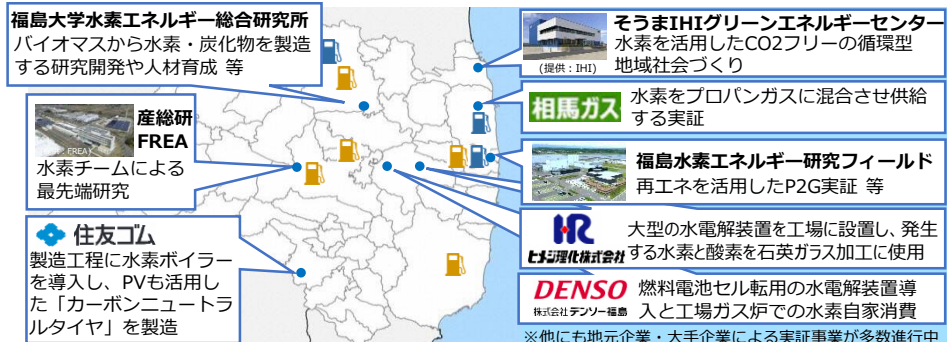 福島大学水素エネルギー総合研究所
バイオマスから水素・炭化物を製造
する研究開発や人材育成 等
産総研
FREA
水素チームによる
最先端研究
住友ゴム
製造工程に水素ボイラー
を導入し、PVも活用し
た「カーボンニュートラ
ルタイヤ」を製造
そうまIHIグリーンエネルギーセンター
水素を活用したCO2フリーの循環型
地域社会づくり
(提供：IHI)
相馬ガス
水素をプロパンガスに混合させ供給
する実証
福島水素エネルギー研究フィールド
再エネを活用したP2G実証 等
HR
ヒメジ理化株式会社
大型の水電解装置を工場に設置し、発生
する水素と酸素を石英ガラス加工に使用
DENSO
株式会社デンソー福島
燃料電池セル転用の水電解装置導
入と工場ガス炉での水素自家消費
※他にも地元企業・大手企業による実証事業が多数進行中